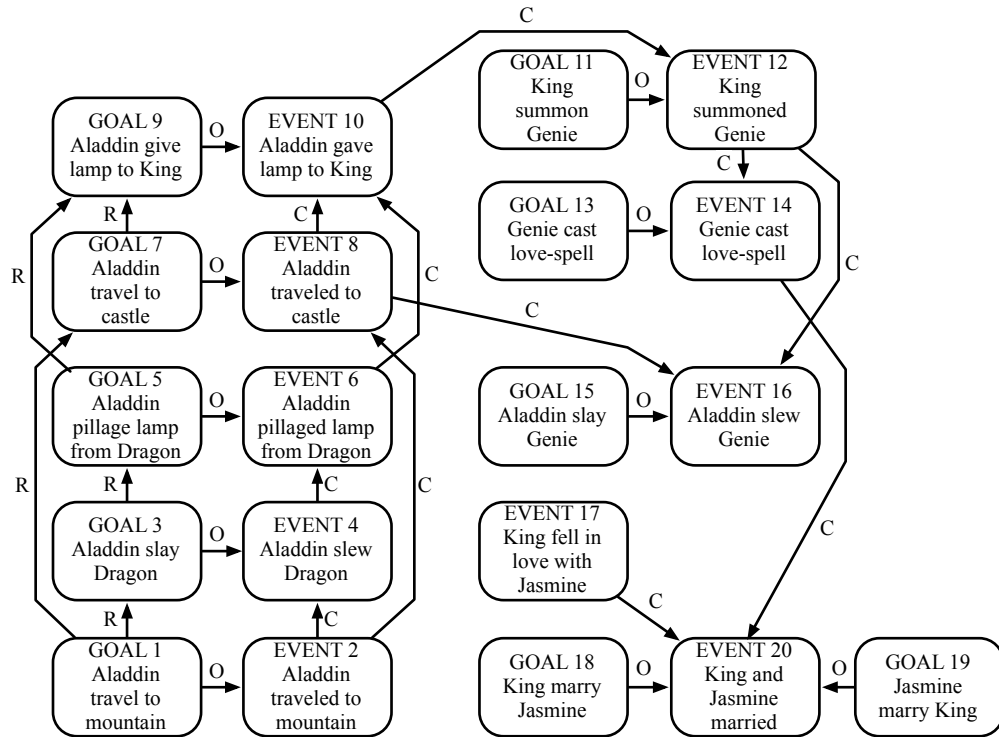 C
GOAL 11
King
summon
Genie
O
EVENT 12
King
summoned
Genie
GOAL 9
Aladdin give
lamp to King
O
EVENT 10
Aladdin gave
lamp to King
C
R
C
GOAL 13
Genie cast
love-spell
O
EVENT 14
Genie cast
love-spell
R
GOAL 7
Aladdin
travel to
castle
O
EVENT 8
Aladdin
traveled to
castle
C
C
C
GOAL 5
Aladdin
pillage lamp
from Dragon
O
EVENT 6
Aladdin
pillaged lamp
from Dragon
GOAL 15
Aladdin slay
Genie
O
EVENT 16
Aladdin slew
Genie
R
R
C
C
GOAL 3
Aladdin slay
Dragon
O
EVENT 4
Aladdin slew
Dragon
EVENT 17
King fell in
love with
Jasmine
C
R
C
C
GOAL 1
Aladdin
travel to
mountain
O
EVENT 2
Aladdin
traveled to
mountain
GOAL 18
King marry
Jasmine
O
EVENT 20
King and
Jasmine
married
O
GOAL 19
Jasmine
marry King